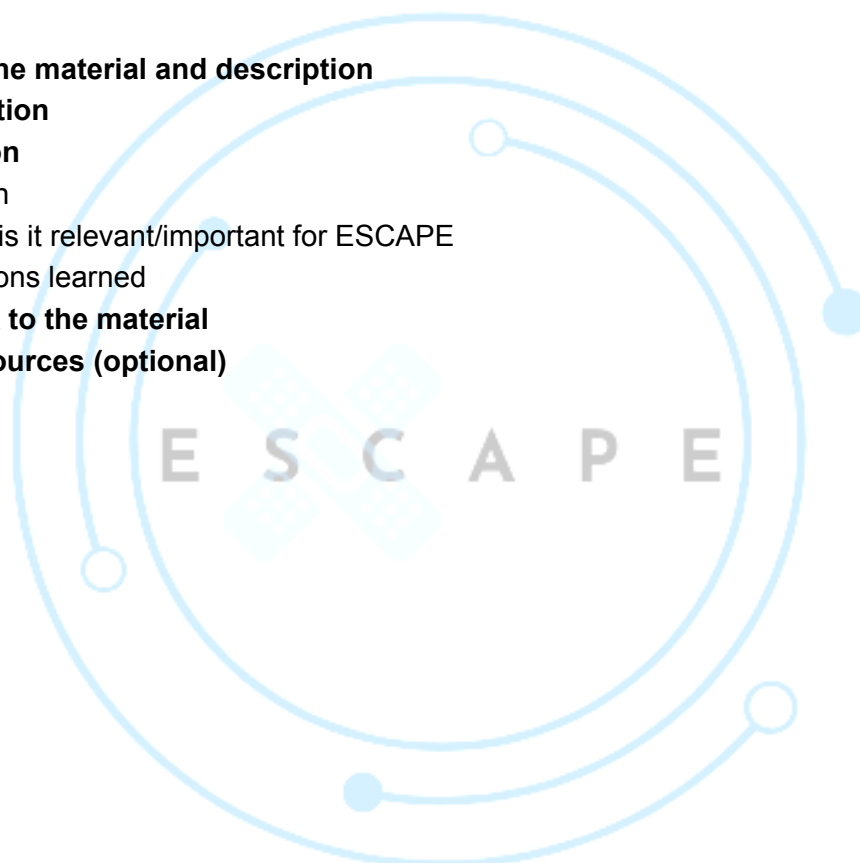 he material and description
tion
on
n
is it relevant/important for ESCAPE
ons learned
to the material
ources (optional)
E S C A P E